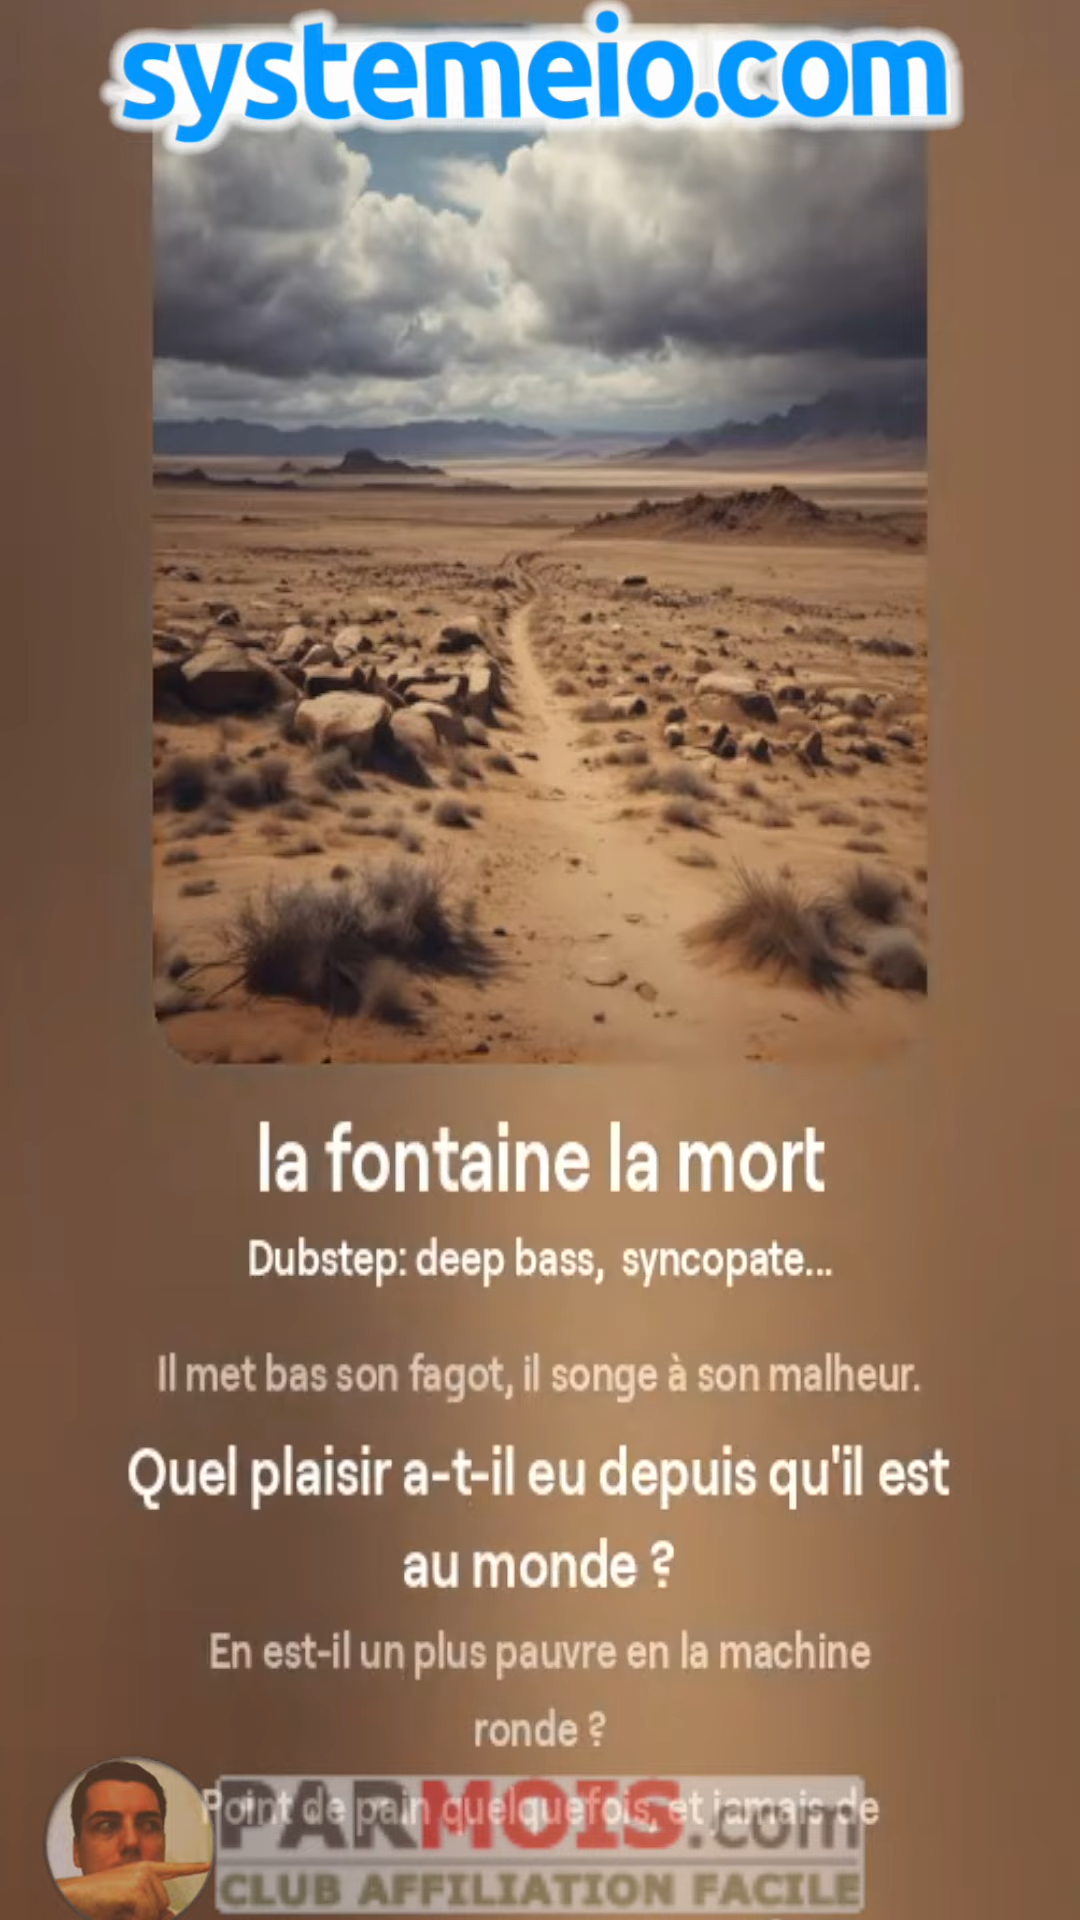 systemeio.com
la fontaine la mort
Dubstep: deep bass, syncopate...
Il met bas son fagot, il songe à son malheur.
Quel plaisir a-t-il eu depuis qu'il est
au monde ?
En est-il un plus pauvre en la machine
ronde ?
Point de pain quelquefois, et jamais de
PARMOIS.com
CLUB AFFILIATION FACILE